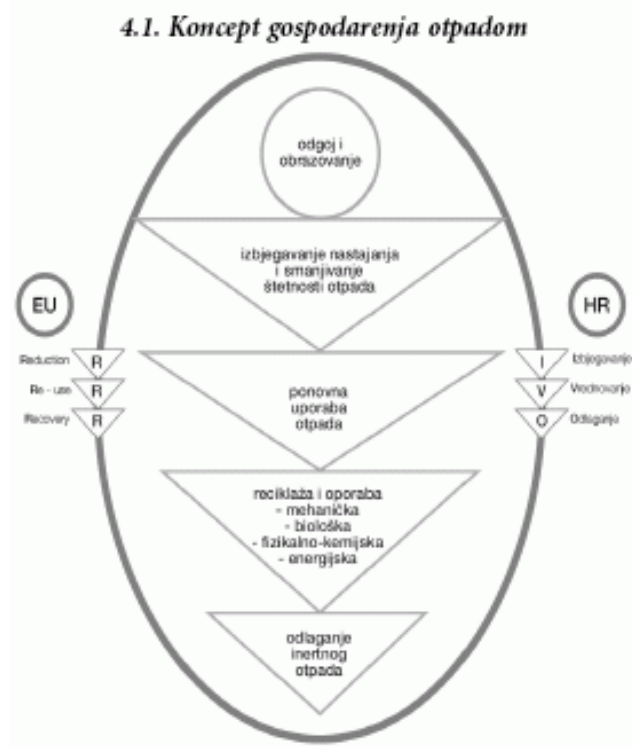 4.1. Koncept gospodarenja otpadom
odgoj i
obrazovanje
izbjegavanje nastajanja
i smanjivanje
štetnosti otpada
EU
HR
Reduction
R
Re - use
R
Recovery
R
I
Izbjegavanje
V
Vrednovanje
O
Odlaganje
ponovna
uporaba
otpada
reciklaža i oporaba
- mehanička
- biološka
- fizikalno-kemijska
- energijska
odlaganje
inertnog
otpada